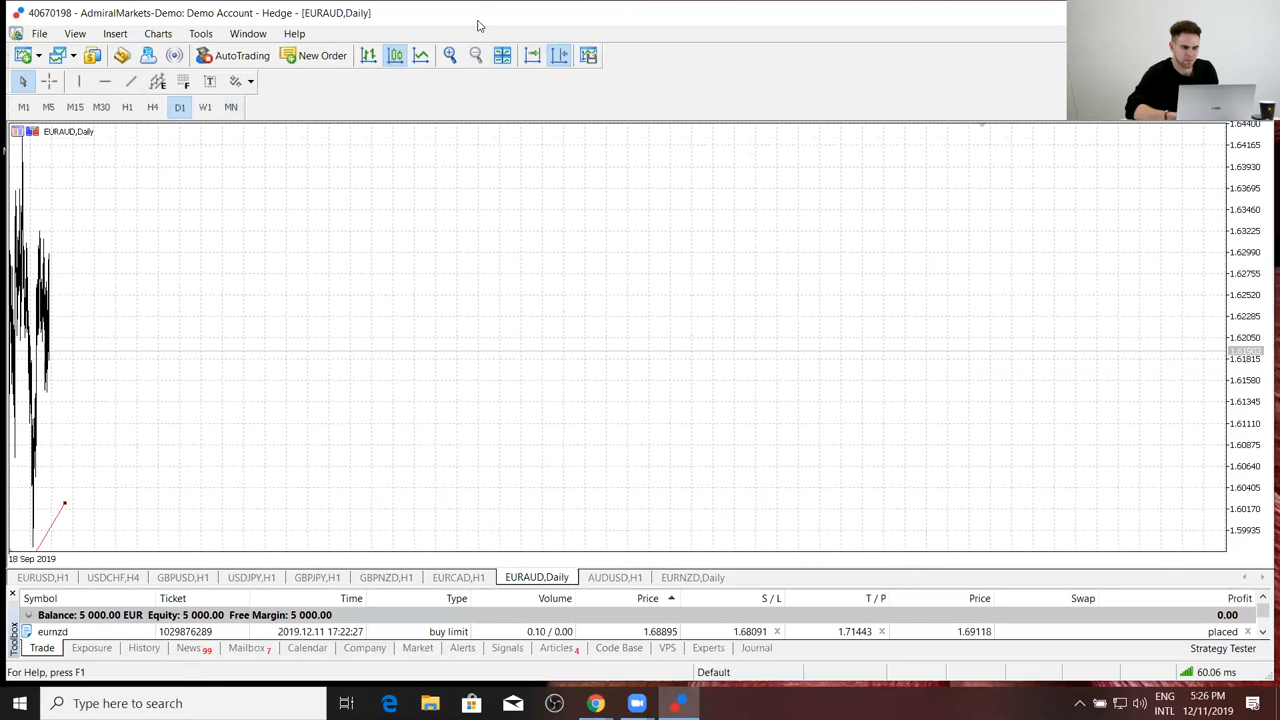 40670198 - AdmiralMarkets-Demo: Demo Account - Hedge - [EURAUD,Daily]
File View Insert Charts Tools Window Help
AutoTrading New Order
E F T
M1 M5 M15 M30 H1 H4 D1 W1 MN
EURAUD,Daily
1.64400
1.64165
1.63930
1.63695
1.63460
1.63225
1.62990
1.62755
1.62520
1.62285
1.62050
1.61902
1.61815
1.61580
1.61345
1.61110
1.60875
1.60640
1.60405
1.60170
1.59935
18 Sep 2019
EURUSD,H1 USDCHF,H4 GBPUSD,H1 USDJPY,H1 GBPJPY,H1 GBPNZD,H1 EURCAD,H1 EURAUD,Daily AUDUSD,H1 EURNZD,Daily
Symbol Ticket Time Type Volume Price S / L T / P Price Swap Profit
Balance: 5 000.00 EUR Equity: 5 000.00 Free Margin: 5 000.00 0.00
eurnzd 1029876289 2019.12.11 17:22:27 buy limit 0.10 / 0.00 1.68895 1.68091 1.71443 1.69118 placed
Toolbox
Trade Exposure History News 99 Mailbox 7 Calendar Company Market Alerts Signals Articles 4 Code Base VPS Experts Journal Strategy Tester
For Help, press F1 Default 60.06 ms
Type here to search
ENG 5:26 PM
INTL 12/11/2019